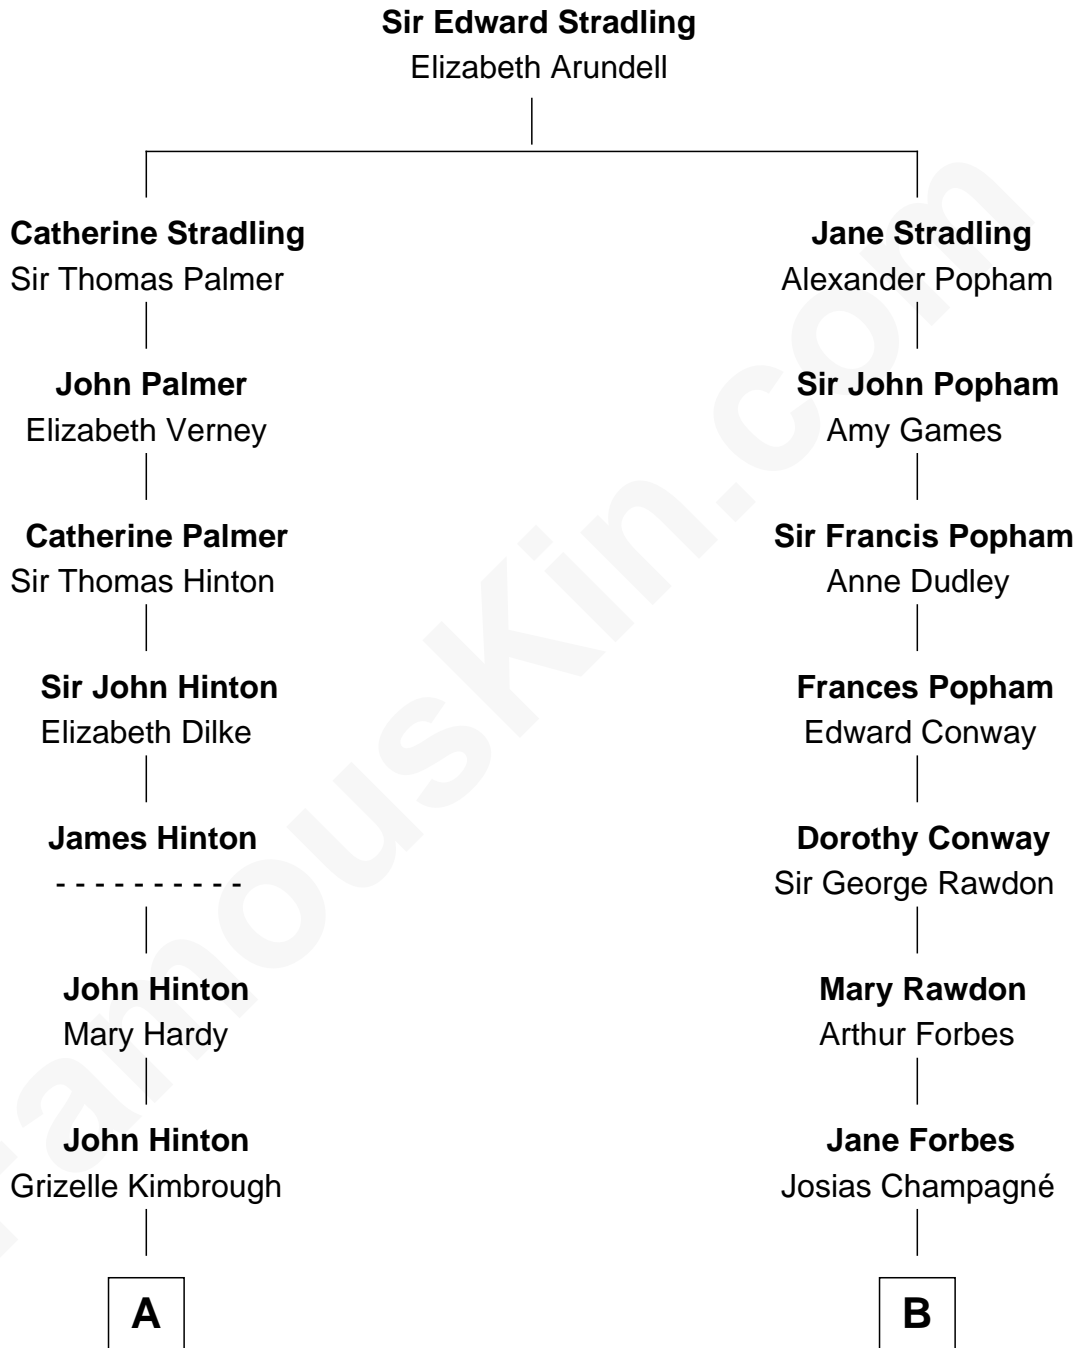 Sir Edward Stradling
Elizabeth Arundell
Catherine Stradling
Sir Thomas Palmer
John Palmer
Elizabeth Verney
Catherine Palmer
Sir Thomas Hinton
Sir John Hinton
Elizabeth Dilke
James Hinton
- - - - - - - - - -
John Hinton
Mary Hardy
John Hinton
Grizelle Kimbrough
A
Jane Stradling
Alexander Popham
Sir John Popham
Amy Games
Sir Francis Popham
Anne Dudley
Frances Popham
Edward Conway
Dorothy Conway
Sir George Rawdon
Mary Rawdon
Arthur Forbes
Jane Forbes
Josias Champagné
B
FamousKin.com